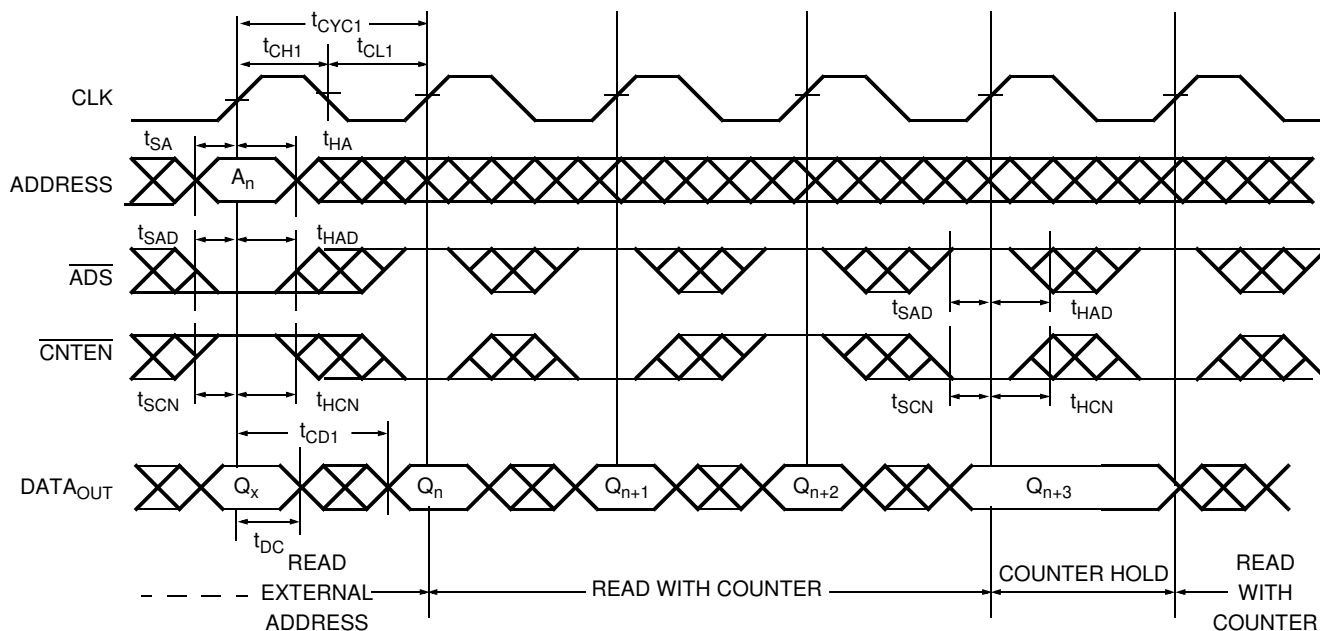 tCYC1
tCH1
tCL1
CLK
tSA
tHA
ADDRESS
An
tSAD
tHAD
ADS
tSAD
tHAD
CNTEN
tSCN
tHCN
tSCN
tHCN
tCD1
DATAOUT
Qx
Qn
Qn+1
Qn+2
Qn+3
tDC
READ
EXTERNAL
ADDRESS
READ WITH COUNTER
COUNTER HOLD
READ
WITH
COUNTER